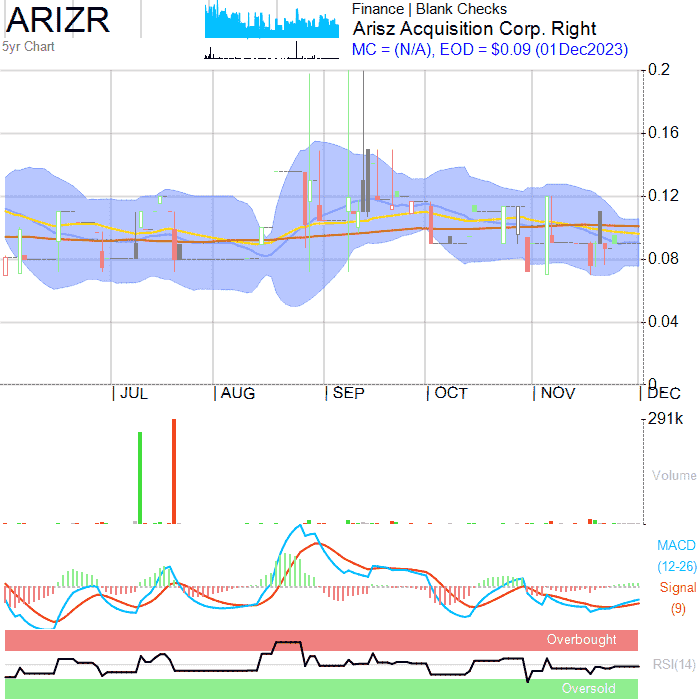 ARIZR
5yr Chart
Finance | Blank Checks
Arisz Acquisition Corp. Right
MC = (N/A), EOD = $0.09 (01Dec2023)
0.2
0.16
0.12
0.08
0.04
0
| JUL | AUG | SEP | OCT | NOV | DEC
291k
Volume
MACD
(12-26)
Signal
(9)
Overbought
RSI(14)
Oversold